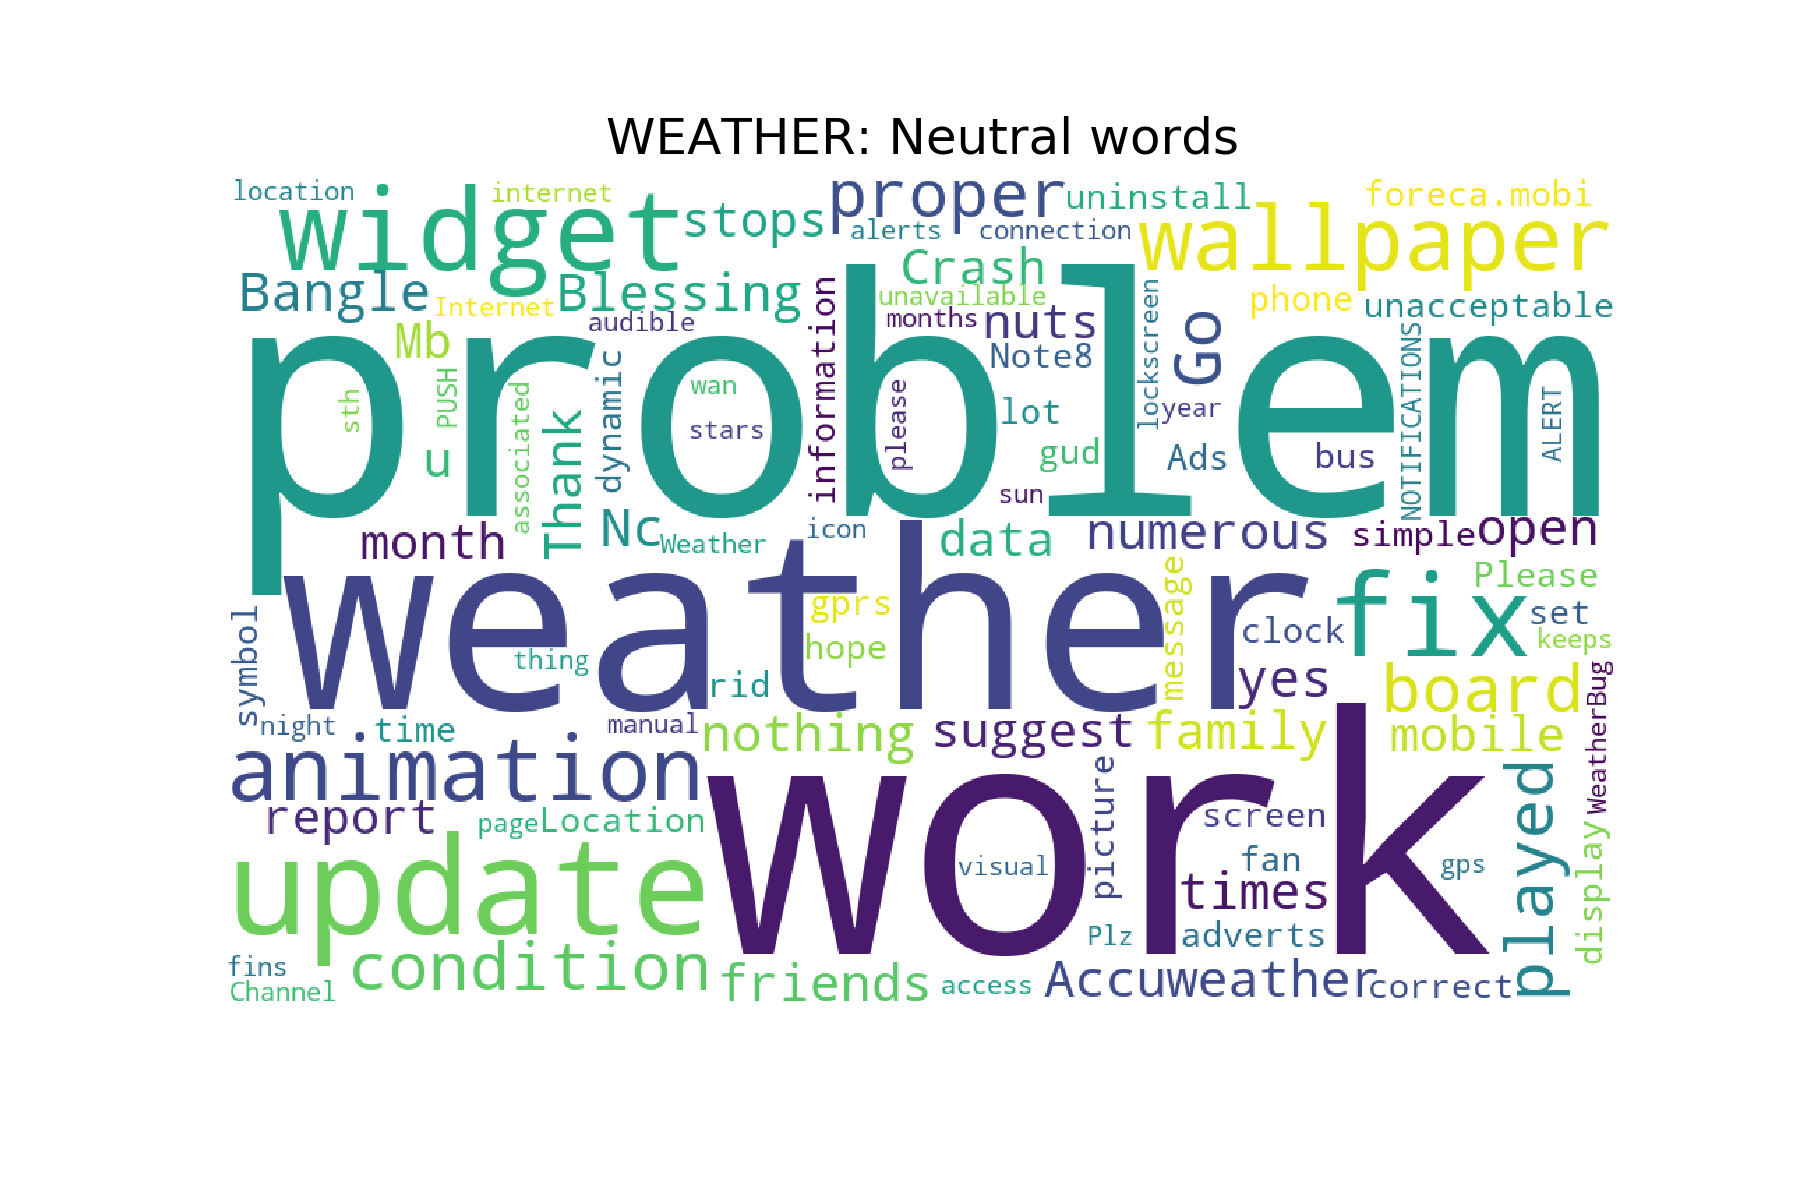 WEATHER: Neutral words
location
internet
widget
stops
proper
uninstall
foreca.mobi
alerts
connection
wallpaper
Crash
Bangle
Internet
Blessing
unavailable
phone
unacceptable
audible
months
nuts
Mb
information
Note8
lockscreen
Go
NOTIFICATIONS
problem
PUSH
sth
associated
dynamic
wan
stars
please
lot
year
ALERT
u
Thank
gud
Ads
bus
sun
month
Nc
Weather
icon
data
numerous
simple
open
weather
gprs
message
fix
Please
set
clock
keeps
symbol
thing
hope
rid
yes
board
WeatherBug
night
time
manual
nothing
suggest
family
mobile
animation
work
picture
played
report
page
Location
screen
display
update
visual
fan
gps
times
Plz
adverts
condition
fins
Channel
friends
access
Accuweather
correct